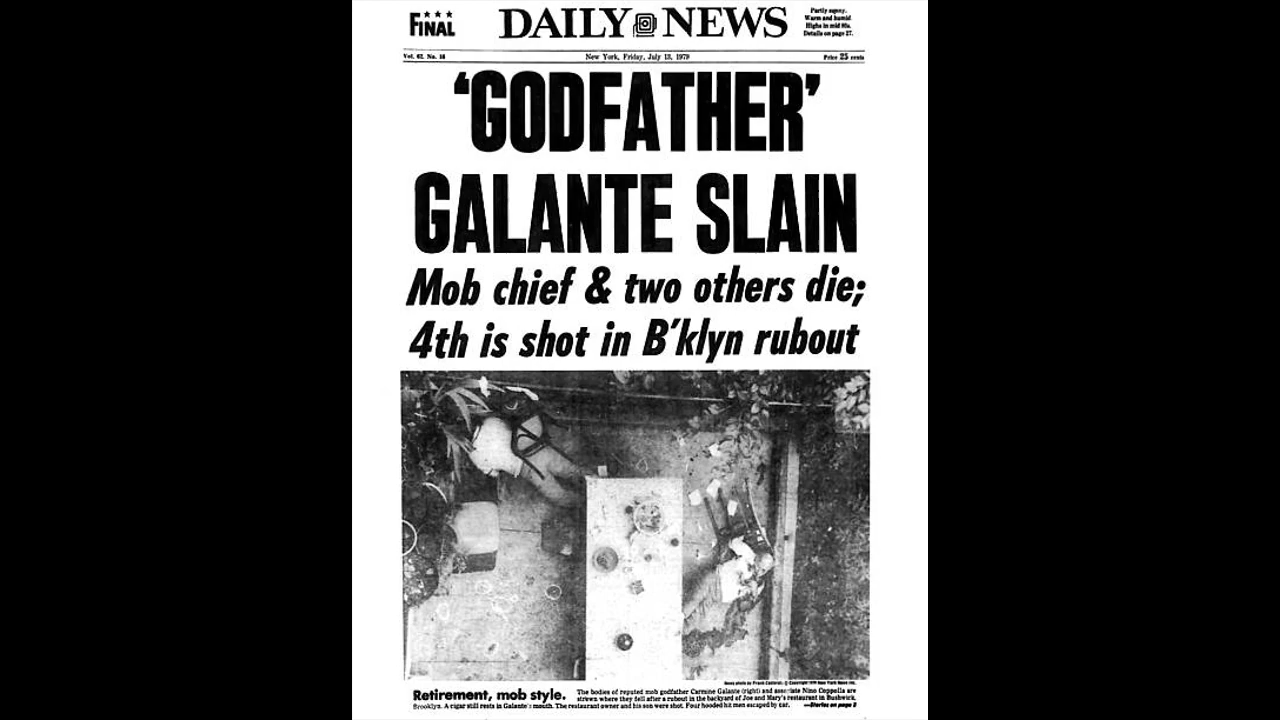 ★ ★ ★
FINAL
DAILY NEWS
Partly sunny.
Warm and humid
Highs in mid 80s.
Details on page 27.
Vol. 62. No. 16
New York, Friday, July 13, 1979
Price 25 cents
‘GODFATHER’
GALANTE SLAIN
Mob chief & two others die;
4th is shot in B'klyn rubout
Retirement, mob style.
The bodies of reputed mob godfather Carmine Galante (right) and associate Nino Coppolla are
strewn where they fell after a rubout in the backyard of Joe and Mary's restaurant in Bushwick,
Brooklyn. A cigar still rests in Galante's mouth. The restaurant owner and his son were shot. Four hooded hit men escaped by car.
—Stories on page 3